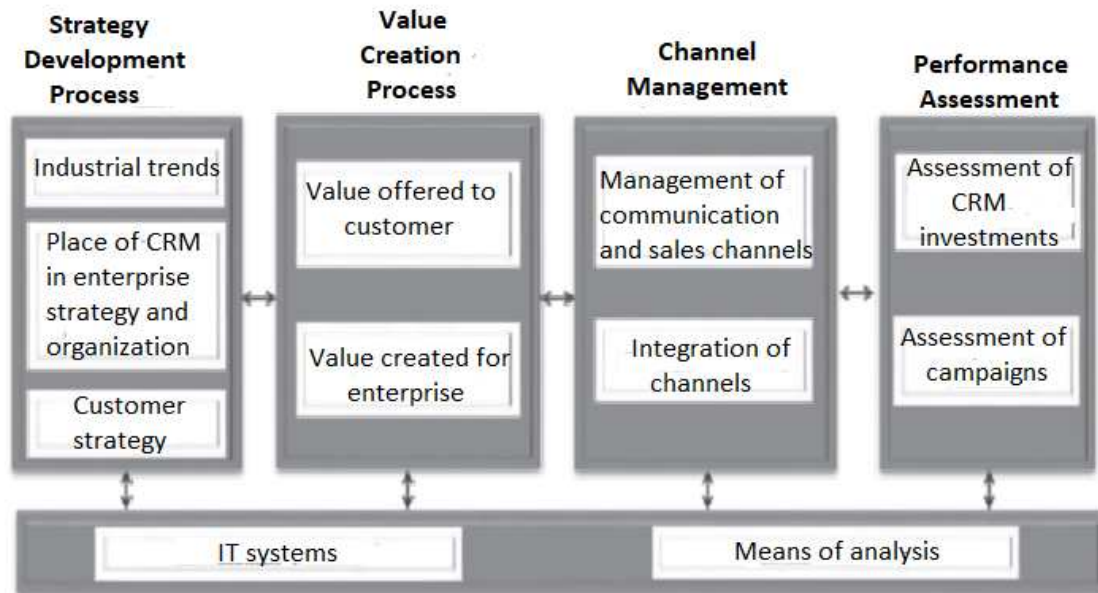 Strategy
Development
Process
Value
Creation
Process
Channel
Management
Performance
Assessment
Industrial trends
Place of CRM
in enterprise
strategy and
organization
Customer
strategy
Value offered to
customer
Value created for
enterprise
Management of
communication
and sales channels
Integration of
channels
Assessment of
CRM
investments
Assessment of
campaigns
IT systems
Means of analysis